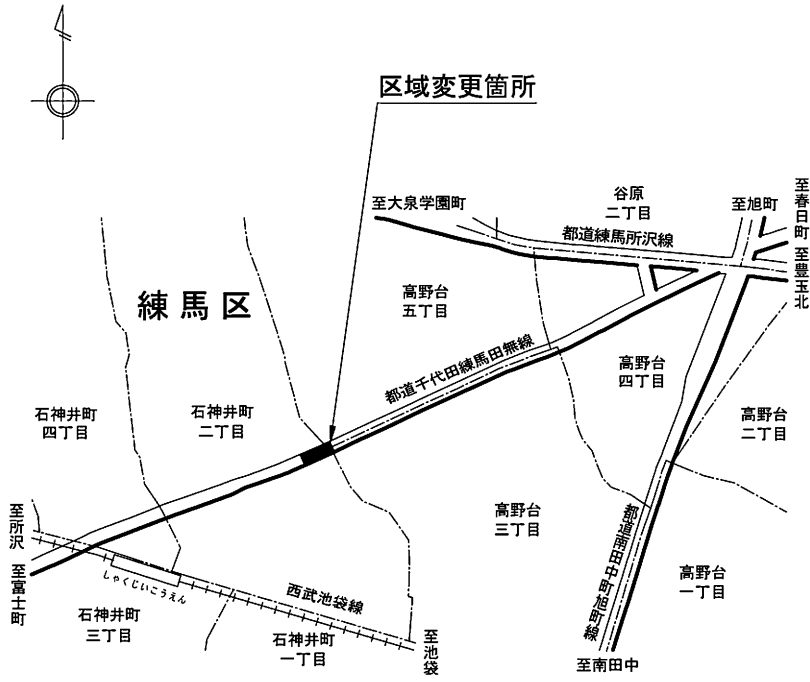 区域変更箇所
谷原
二丁目
至大泉学園町
至旭町
至春日町
至豊玉北
都道練馬所沢線
練馬区
高野台
五丁目
都道千代田練馬田無線
高野台
四丁目
石神井町
四丁目
石神井町
二丁目
高野台
二丁目
至所沢
至富士町
しゃくじいこうえん
西武池袋線
高野台
三丁目
都道南田中町旭町線
高野台
一丁目
石神井町
三丁目
石神井町
一丁目
至池袋
至南田中